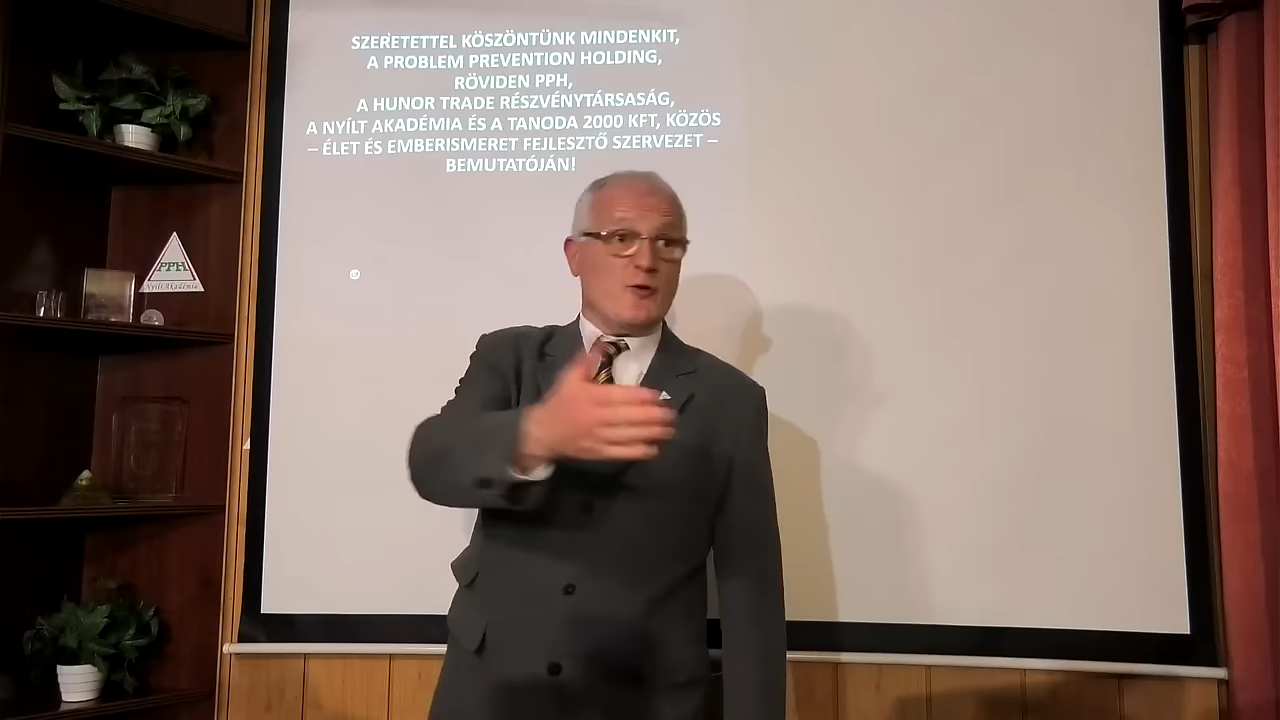 SZERETETTEL KÖSZÖNTÜNK MINDENKIT,
A PROBLEM PREVENTION HOLDING,
RÖVIDEN PPH,
A HUNOR TRADE RÉSZVÉNYTÁRSASÁG,
A NYÍLT AKADÉMIA ÉS A TANODA 2000 KFT, KÖZÖS
– ÉLET ÉS EMBERISMERET FEJLESZTŐ SZERVEZET –
BEMUTATÓJÁN!
PPH
Nyílt Akadémia